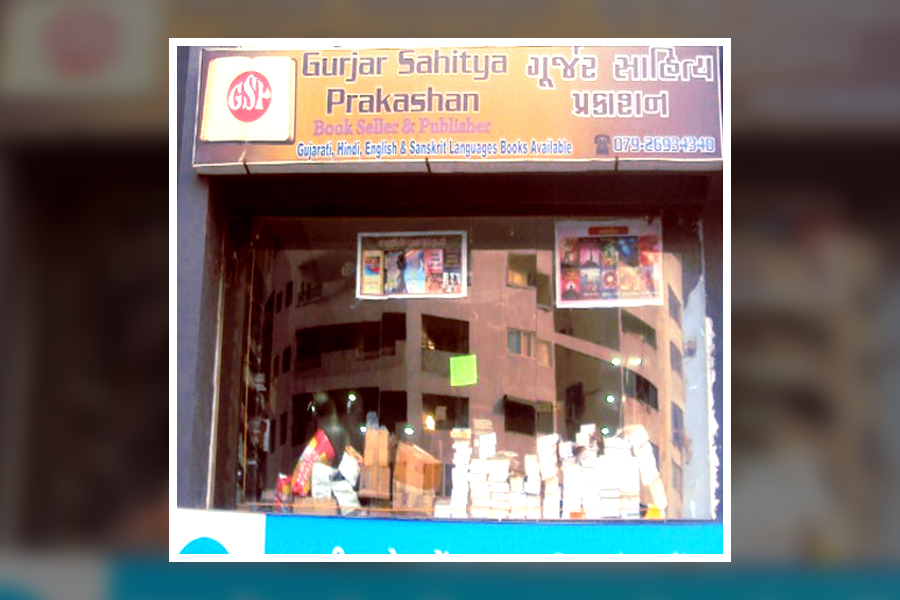 GSP
Gurjar Sahitya
Prakashan
ગૂર્જર સાહિત્ય
પ્રકાશન
Book Seller & Publisher
Gujarati, Hindi, English & Sanskrit Languages Books Available
079-26934340